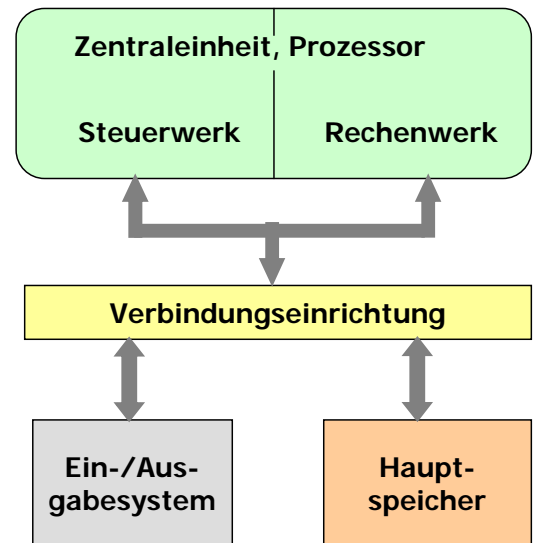 Zentraleinheit, Prozessor
Steuerwerk
Rechenwerk
Verbindungseinrichtung
Ein-/Aus-
gabesystem
Haupt-
speicher